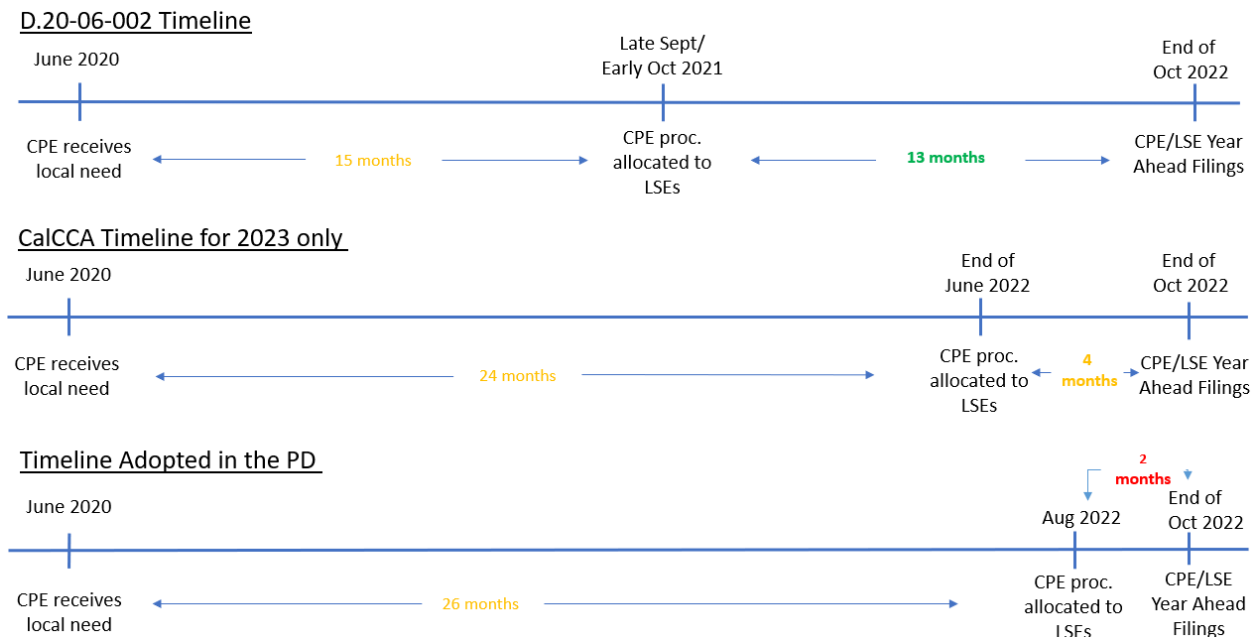 D.20-06-002 Timeline
June 2020
Late Sept/
Early Oct 2021
End of
Oct 2022
CPE receives
local need
15 months
CPE proc.
allocated to
LSEs
13 months
CPE/LSE Year
Ahead Filings
CalCCA Timeline for 2023 only
June 2020
End of
June 2022
End of
Oct 2022
CPE receives
local need
24 months
CPE proc.
allocated to
LSEs
4
months
CPE/LSE Year
Ahead Filings
Timeline Adopted in the PD
2
months
June 2020
Aug 2022
End of
Oct 2022
CPE receives
local need
26 months
CPE proc.
allocated to
LSEs
CPE/LSE
Year Ahead
Filings